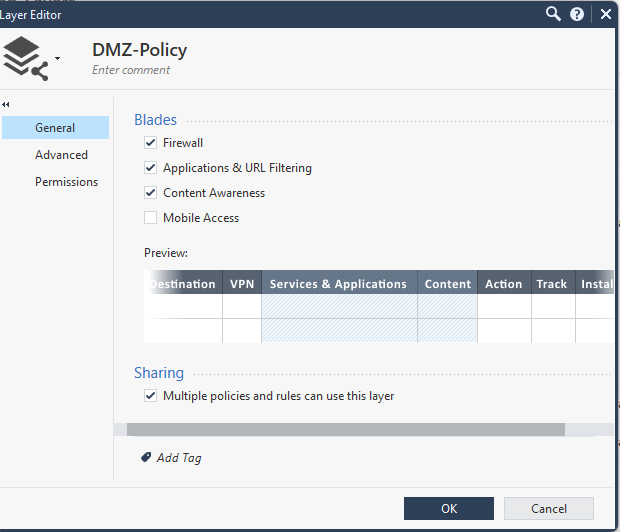 Layer Editor
DMZ-Policy
Enter comment
General
Advanced
Permissions
Blades
Firewall
Applications & URL Filtering
Content Awareness
Mobile Access
Preview:
Destination VPN Services & Applications Content Action Track Instal
Sharing
Multiple policies and rules can use this layer
Add Tag
OK Cancel